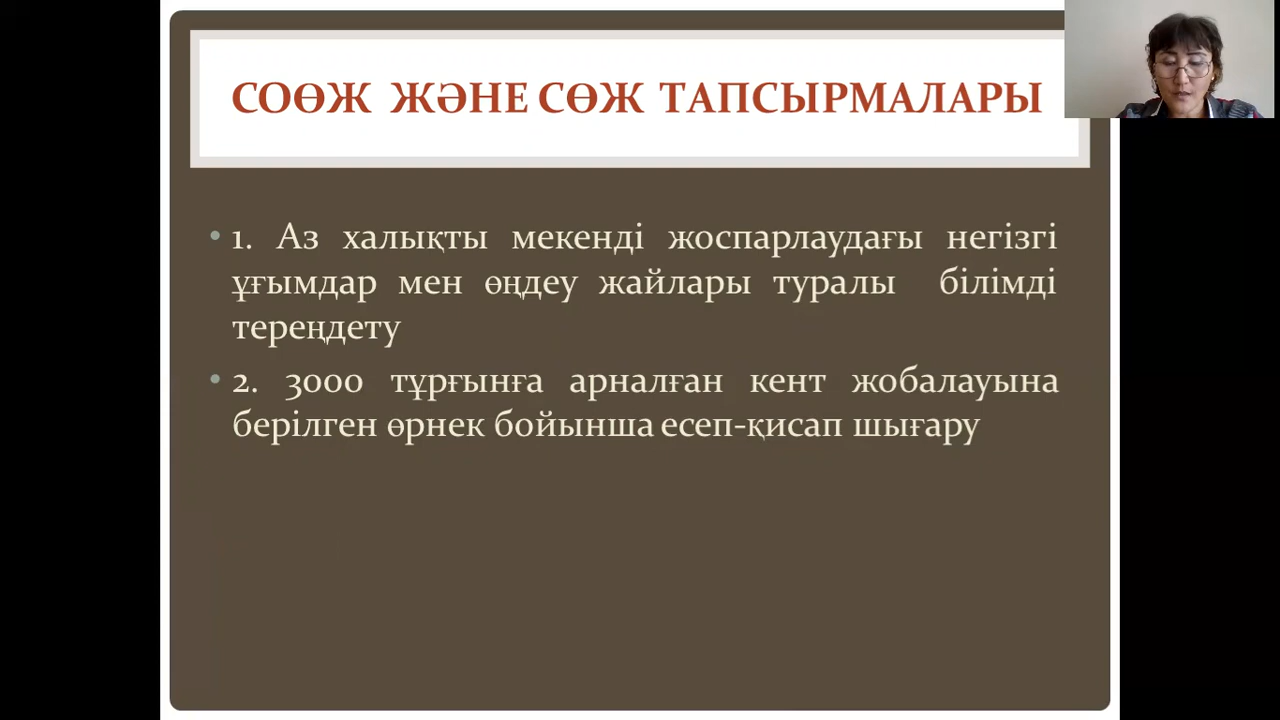 СОӨЖ ЖӘНЕ СӨЖ ТАПСЫРМАЛАРЫ
• 1. Аз халықты мекенді жоспарлаудағы негізгі
ұғымдар мен өңдеу жайлары туралы білімді
тереңдету
• 2. 3000 тұрғынға арналған кент жобалауына
берілген өрнек бойынша есеп-қисап шығару